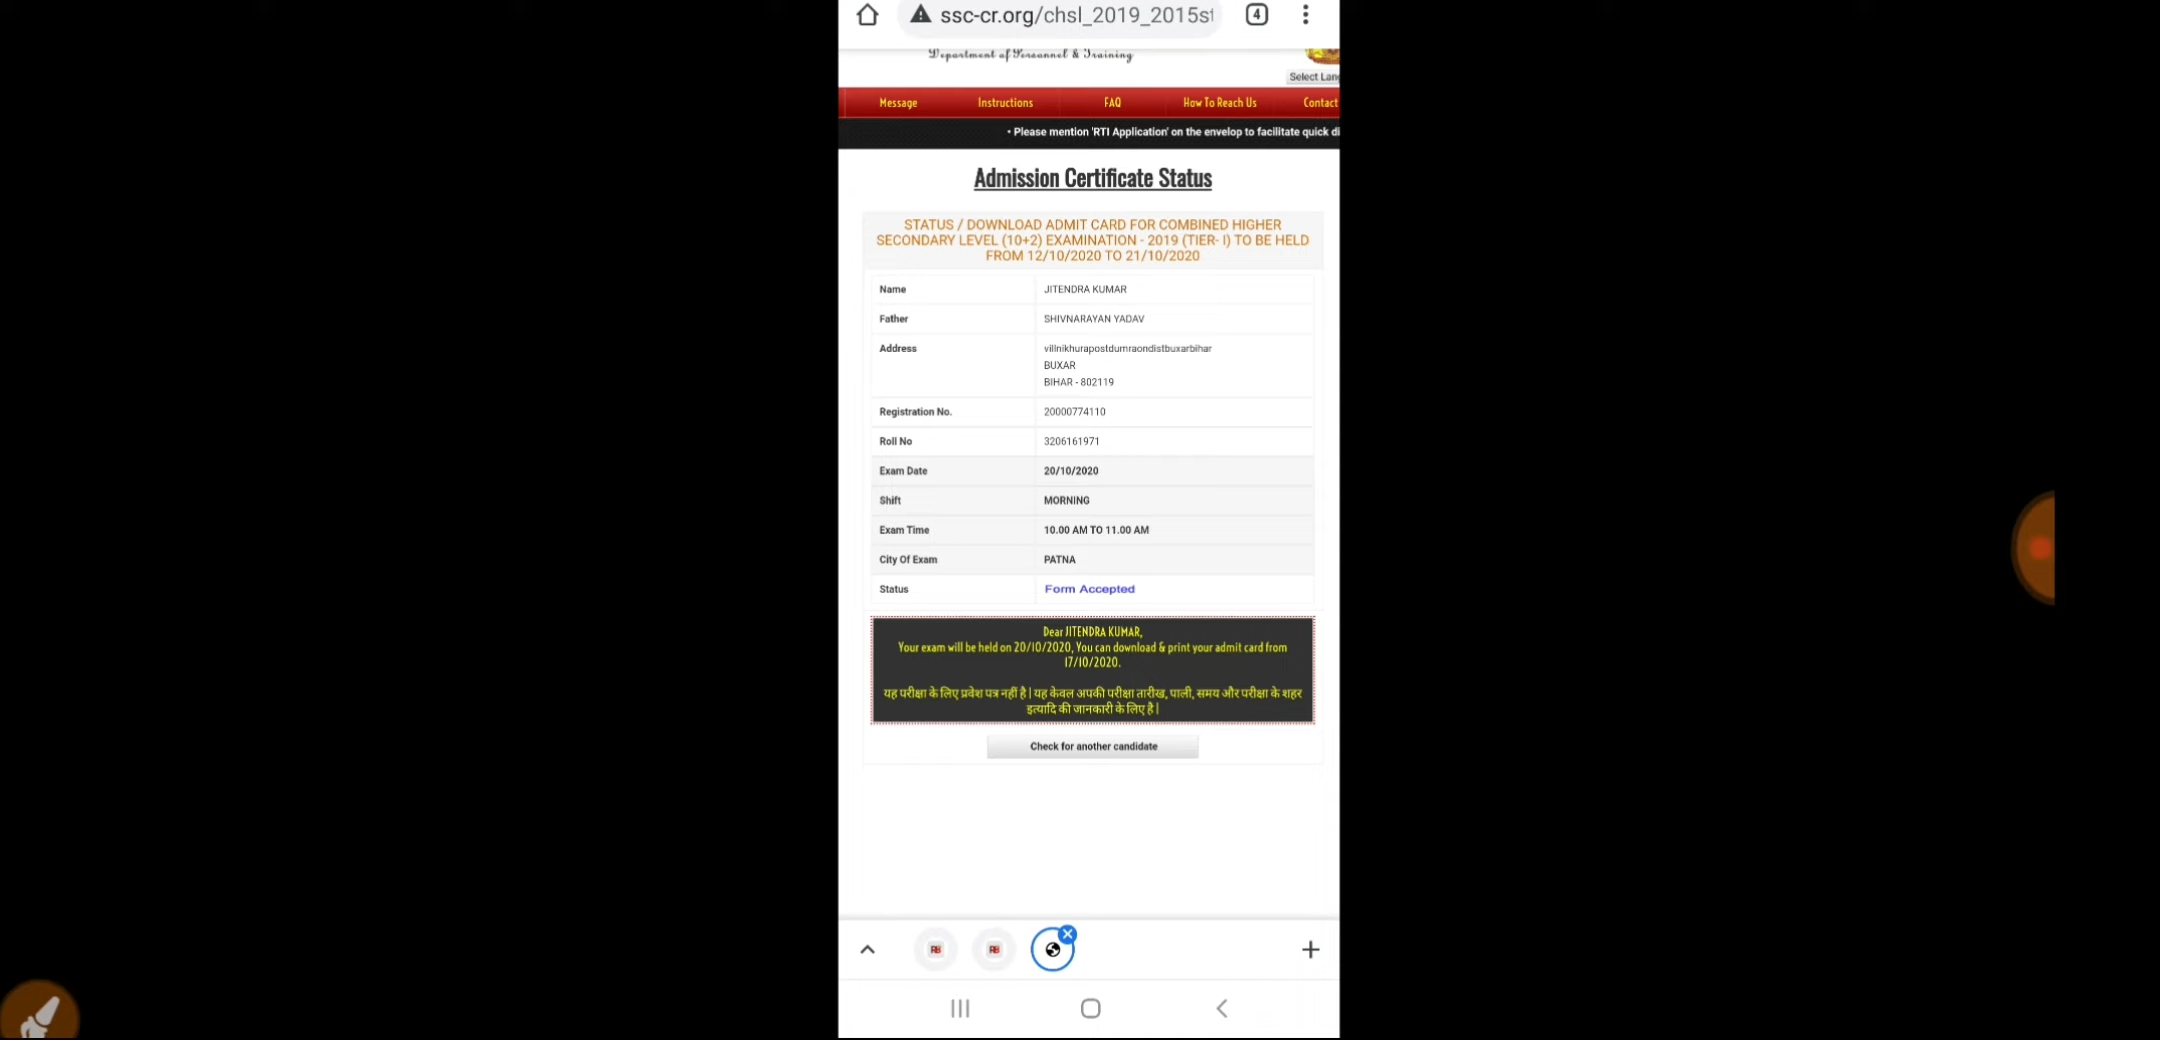 ssc-cr.org/chsl_2019_2015st
4
Department of Personnel & Training
Select Lang
Message Instructions FAQ How To Reach Us Contact
• Please mention 'RTI Application' on the envelop to facilitate quick di
Admission Certificate Status
STATUS / DOWNLOAD ADMIT CARD FOR COMBINED HIGHER
SECONDARY LEVEL (10+2) EXAMINATION - 2019 (TIER- I) TO BE HELD
FROM 12/10/2020 TO 21/10/2020
Name JITENDRA KUMAR
Father SHIVNARAYAN YADAV
Address villnikhurapostdumraondistbuxarbihar
BUXAR
BIHAR - 802119
Registration No. 20000774110
Roll No 3206161971
Exam Date 20/10/2020
Shift MORNING
Exam Time 10.00 AM TO 11.00 AM
City Of Exam PATNA
Status Form Accepted
Dear JITENDRA KUMAR,
Your exam will be held on 20/10/2020, You can download & print your admit card from
17/10/2020.
यह परीक्षा के लिए प्रवेश पत्र नहीं है | यह केवल अपकी परीक्षा तारीख, पाली, समय और परीक्षा के शहर
इत्यादि की जानकारी के लिए है |
Check for another candidate
RB RB